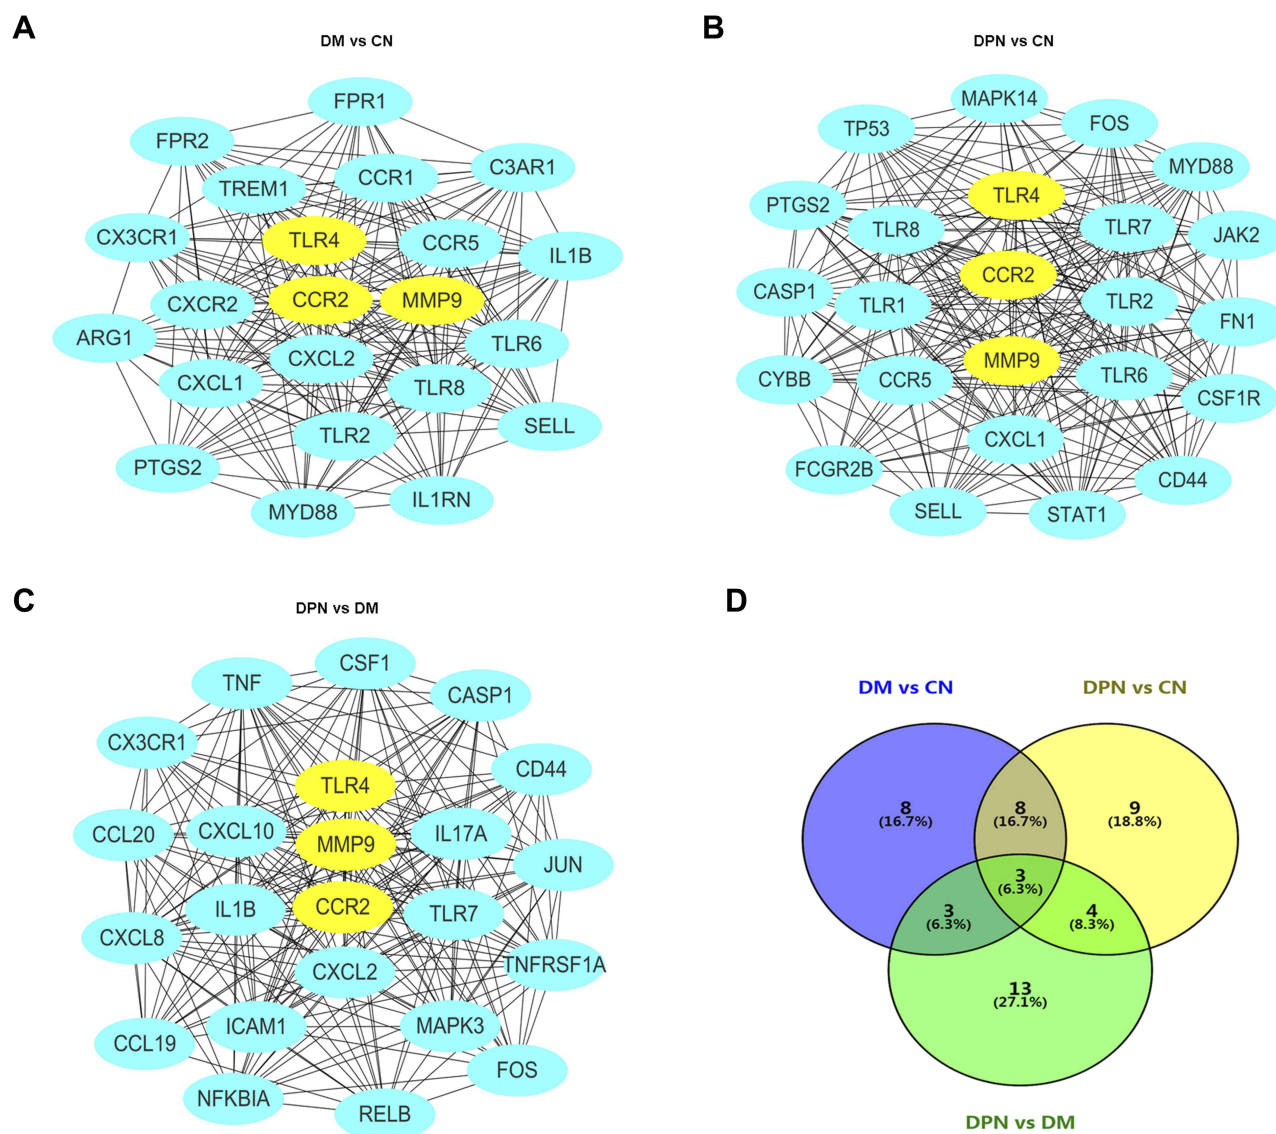 A
DM vs CN
FPR1
FPR2
C3AR1
TREM1
CCR1
CX3CR1
TLR4
CCR5
IL1B
CXCR2
CCR2
MMP9
ARG1
CXCL2
TLR6
CXCL1
TLR8
SELL
TLR2
PTGS2
IL1RN
MYD88
B
DPN vs CN
MAPK14
TP53
FOS
MYD88
TLR4
PTGS2
TLR8
TLR7
JAK2
CCR2
CASP1
TLR1
TLR2
FN1
MMP9
CYBB
CCR5
TLR6
CSF1R
CXCL1
FCGR2B
CD44
SELL
STAT1
C
DPN vs DM
CSF1
TNF
CASP1
CX3CR1
CD44
TLR4
CCL20
CXCL10
MMP9
IL17A
JUN
IL1B
CCR2
TLR7
CXCL8
CXCL2
TNFRSF1A
ICAM1
MAPK3
CCL19
FOS
NFKBIA
RELB
D
DM vs CN
DPN vs CN
8
(16.7%)
8
(16.7%)
9
(18.8%)
3
(6.3%)
3
(6.3%)
4
(8.3%)
13
(27.1%)
DPN vs DM